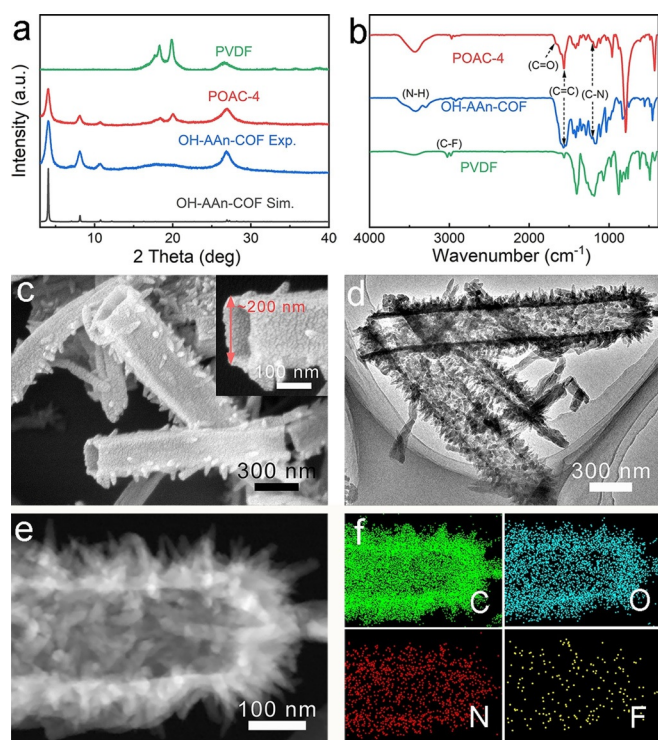 a
PVDF
POAC-4
OH-AAn-COF Exp.
OH-AAn-COF Sim.
Intensity (a.u.)
10 20 30 40
2 Theta (deg)
b
POAC-4
(C=O)
(N-H) (C=C) (C-N)
OH-AAn-COF
(C-F)
PVDF
4000 3000 2000 1000
Wavenumber (cm⁻¹)
c
~200 nm
100 nm
300 nm
d
300 nm
e
100 nm
f
C
O
N
F